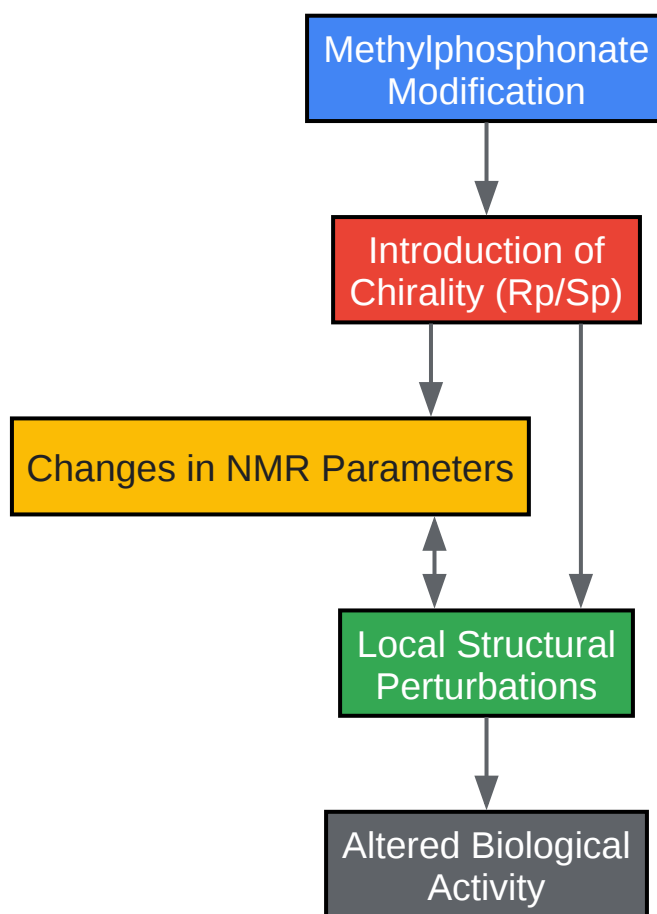 Methylphosphonate
Modification
Introduction of
Chirality (Rp/Sp)
Changes in NMR Parameters
Local Structural
Perturbations
Altered Biological
Activity